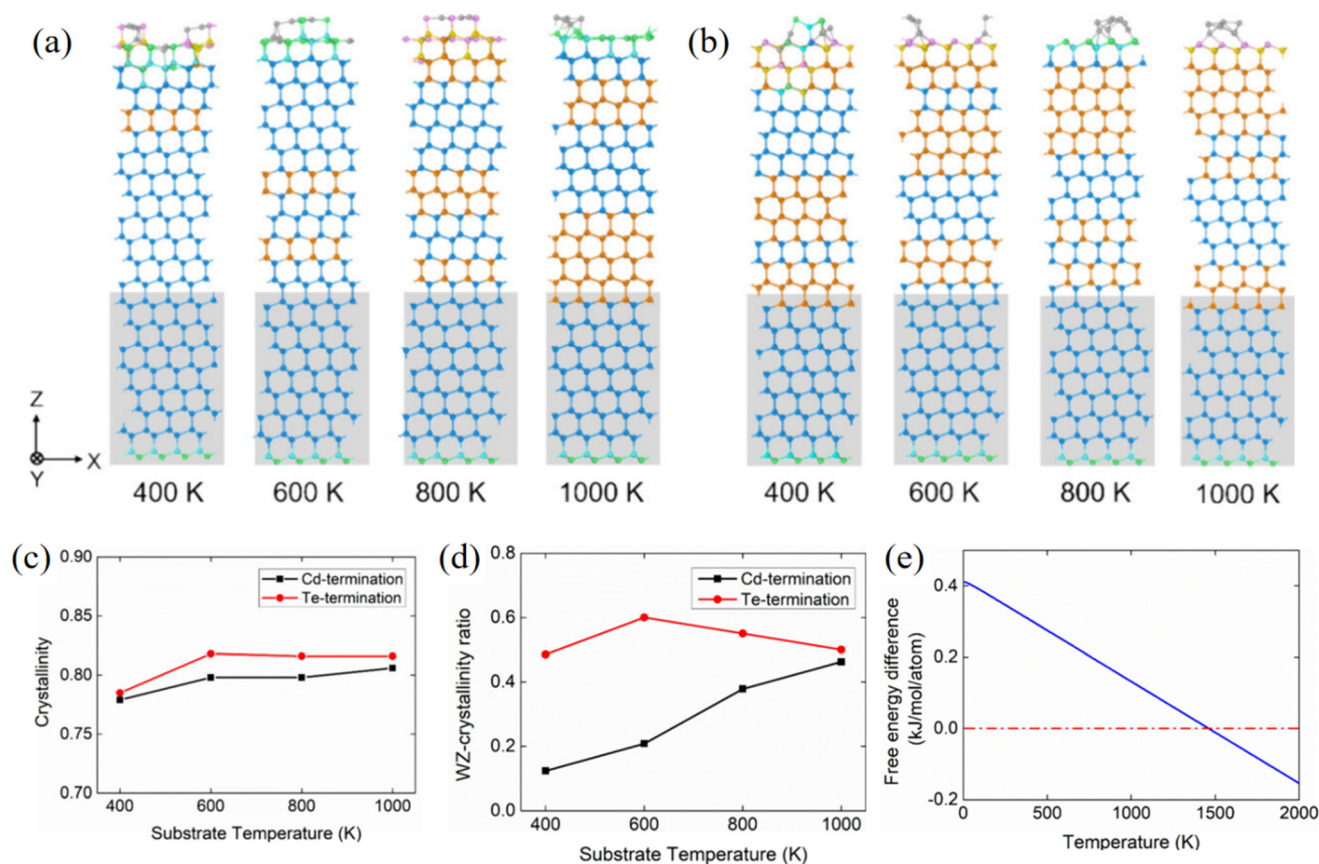 (a)
(b)
Z
Y
X
400 K
600 K
800 K
1000 K
400 K
600 K
800 K
1000 K
(c)
0.90
0.85
0.80
0.75
0.70
Crystallinity
Cd-termination
Te-termination
400
600
800
1000
Substrate Temperature (K)
(d)
0.8
0.6
0.4
0.2
0.0
WZ-crystallinity ratio
Cd-termination
Te-termination
400
600
800
1000
Substrate Temperature (K)
(e)
0.4
0.2
0
-0.2
Free energy difference
(kJ/mol/atom)
0
500
1000
1500
2000
Temperature (K)